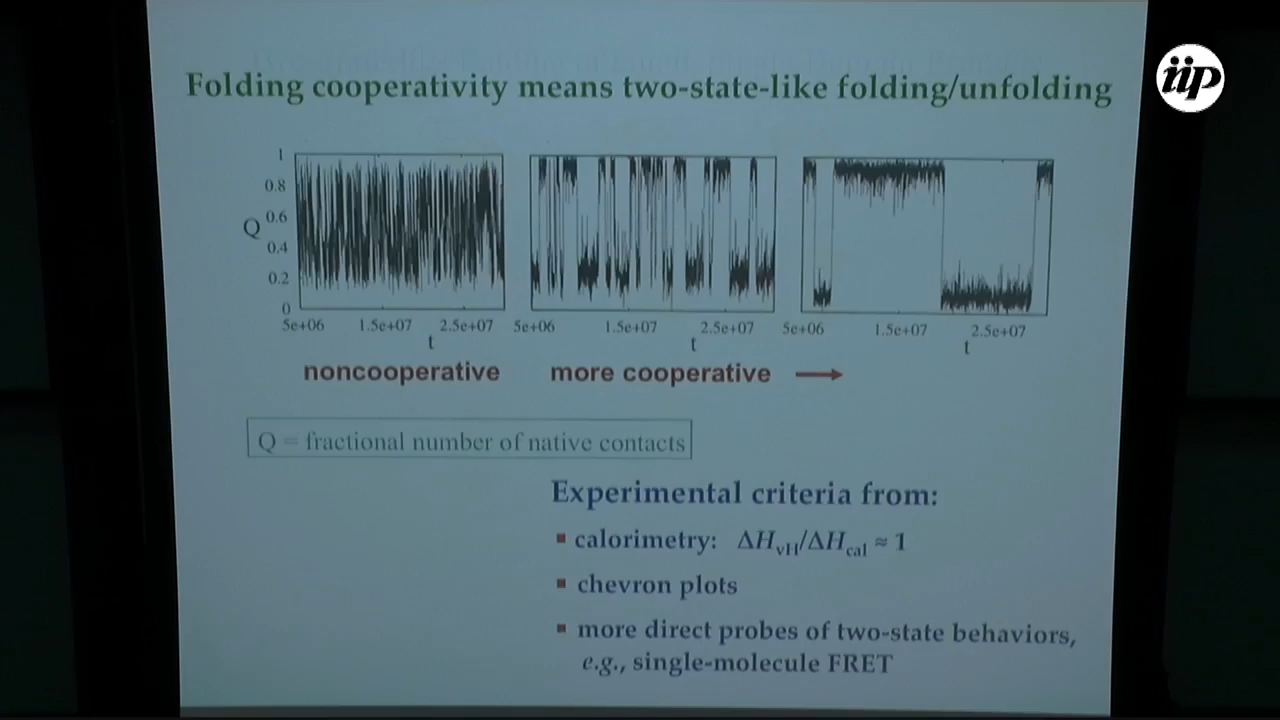 iip
Folding cooperativity means two-state-like folding/unfolding
1
0.8
0.6
Q
0.4
0.2
0
5e+06 1.5e+07 2.5e+07 5e+06 1.5e+07 2.5e+07 5e+06 1.5e+07 2.5e+07
t t t
noncooperative more cooperative →
Q = fractional number of native contacts
Experimental criteria from:
▪ calorimetry: ΔHvH/ΔHcal ≈ 1
▪ chevron plots
▪ more direct probes of two-state behaviors,
e.g., single-molecule FRET